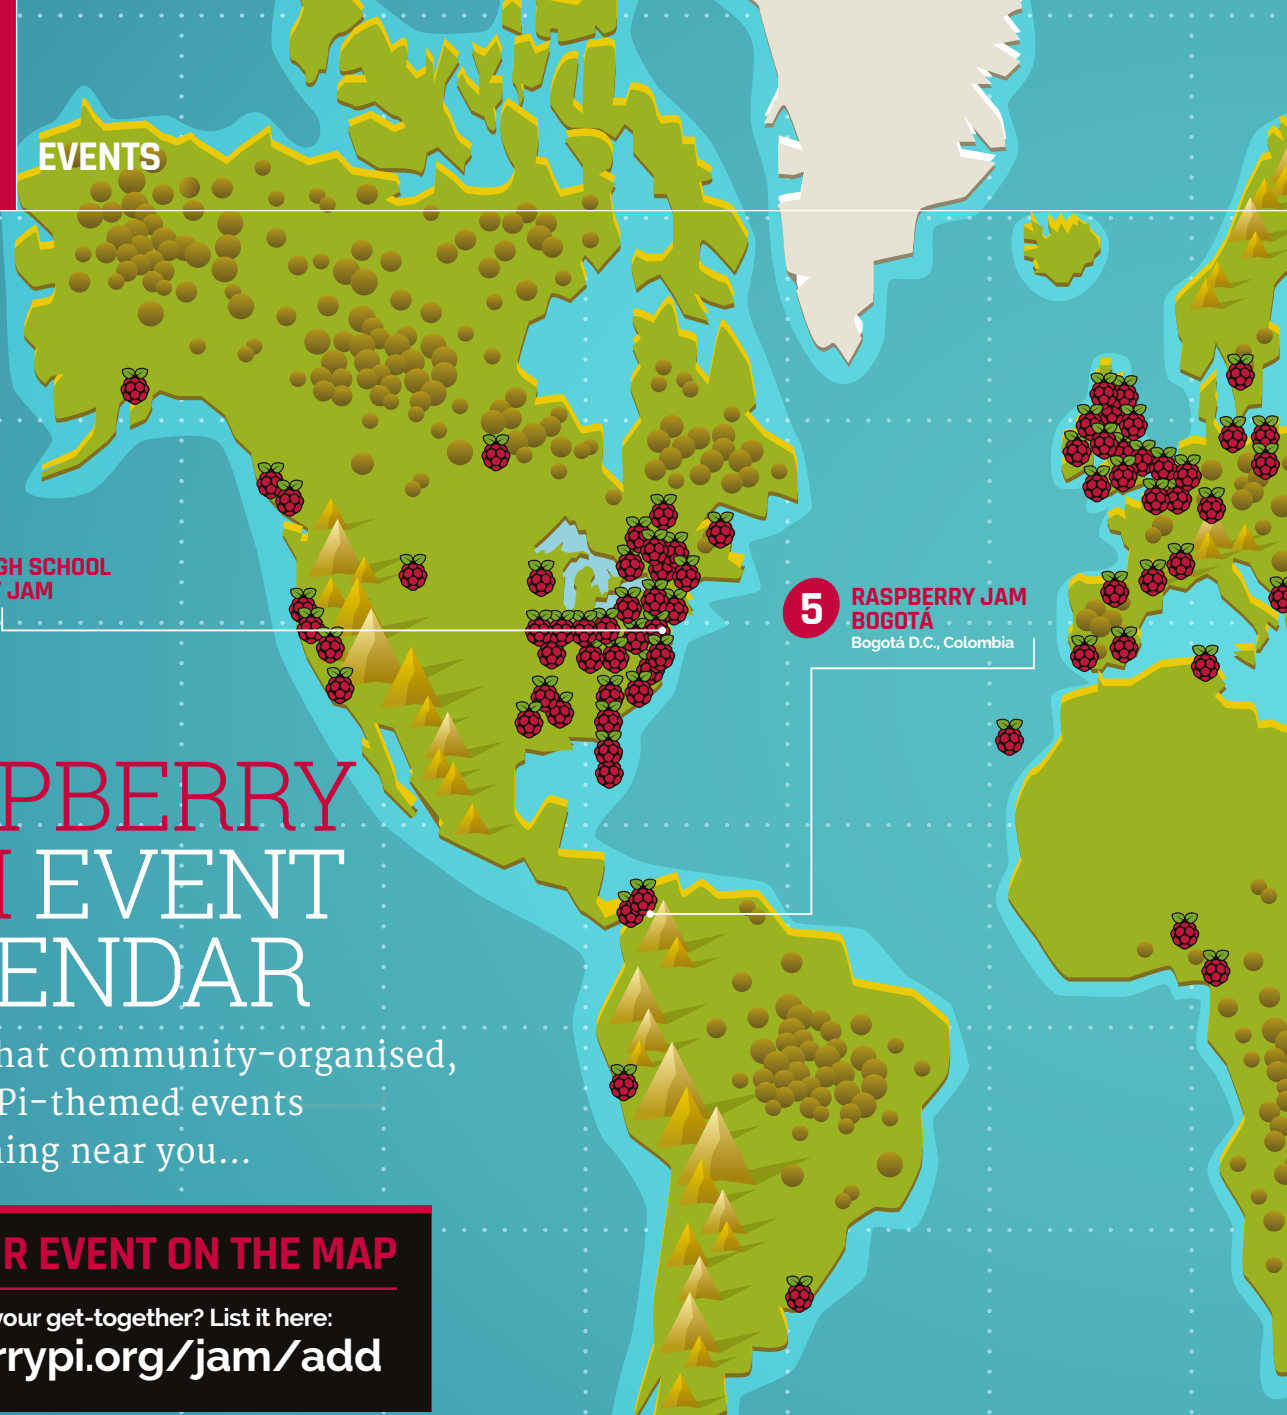 EVENTS
GH SCHOOL
JAM
5
RASPBERRY JAM
BOGOTÁ
Bogotá D.C., Colombia
PBERRY
EVENT
ENDAR
hat community-organised,
Pi-themed events
ing near you...
R EVENT ON THE MAP
your get-together? List it here:
rrypi.org/jam/add